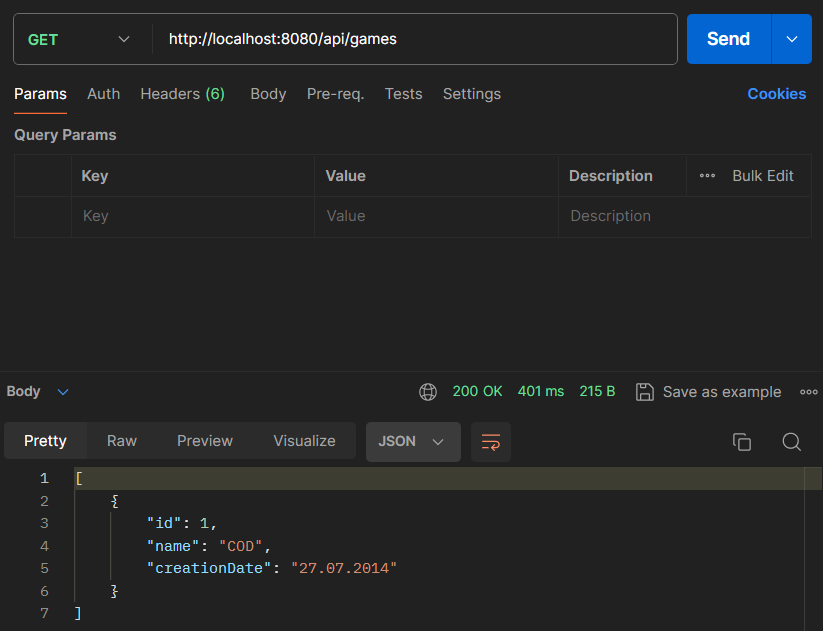 GET http://localhost:8080/api/games Send
Params Auth Headers (6) Body Pre-req. Tests Settings Cookies
Query Params
Key Value Description ••• Bulk Edit
Key Value Description
Body 200 OK 401 ms 215 B Save as example •••
Pretty Raw Preview Visualize JSON
1 [
2 {
3 "id": 1,
4 "name": "COD",
5 "creationDate": "27.07.2014"
6 }
7 ]